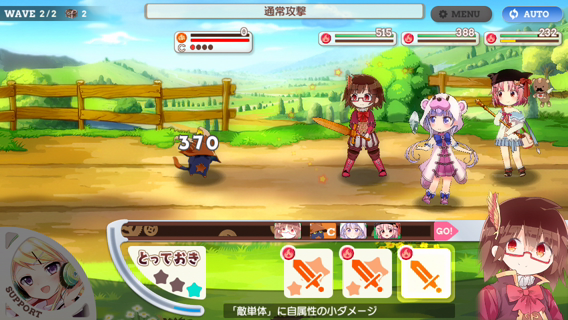 WAVE 2/2 2
通常攻撃
MENU
AUTO
0
C
515
388
232
370
C
GO!
とっておき
SUPPORT
「敵単体」に自属性の小ダメージ